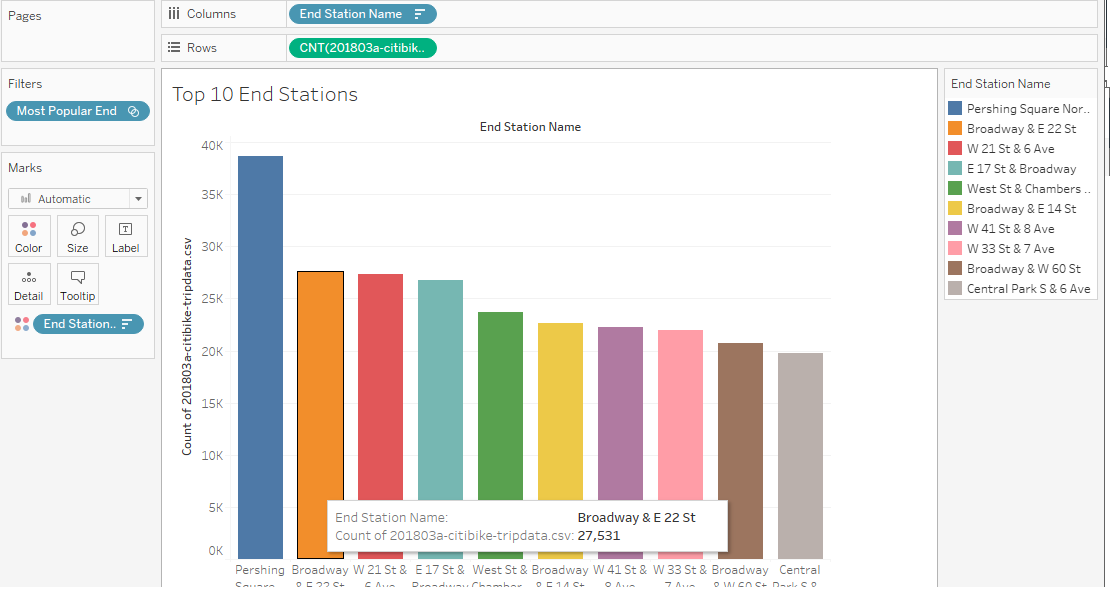 Pages
Columns
End Station Name
Rows
CNT(201803a-citibik..
Filters
Most Popular End
Marks
Automatic
Color
Size
Label
Detail
Tooltip
End Station..
Top 10 End Stations
End Station Name
Count of 201803a-citibike-tripdata.csv
40K
35K
30K
25K
20K
15K
10K
5K
0K
End Station Name: Broadway & E 22 St
Count of 201803a-citibike-tripdata.csv: 27,531
Pershing Broadway W 21 St & E 17 St & West St & Broadway W 41 St & W 33 St & Broadway Central
Square & E 22 St 6 Ave Broadway Chamber.. & E 14 St 8 Ave 7 Ave & W 60 St Park S &
End Station Name
Pershing Square Nor..
Broadway & E 22 St
W 21 St & 6 Ave
E 17 St & Broadway
West St & Chambers ..
Broadway & E 14 St
W 41 St & 8 Ave
W 33 St & 7 Ave
Broadway & W 60 St
Central Park S & 6 Ave